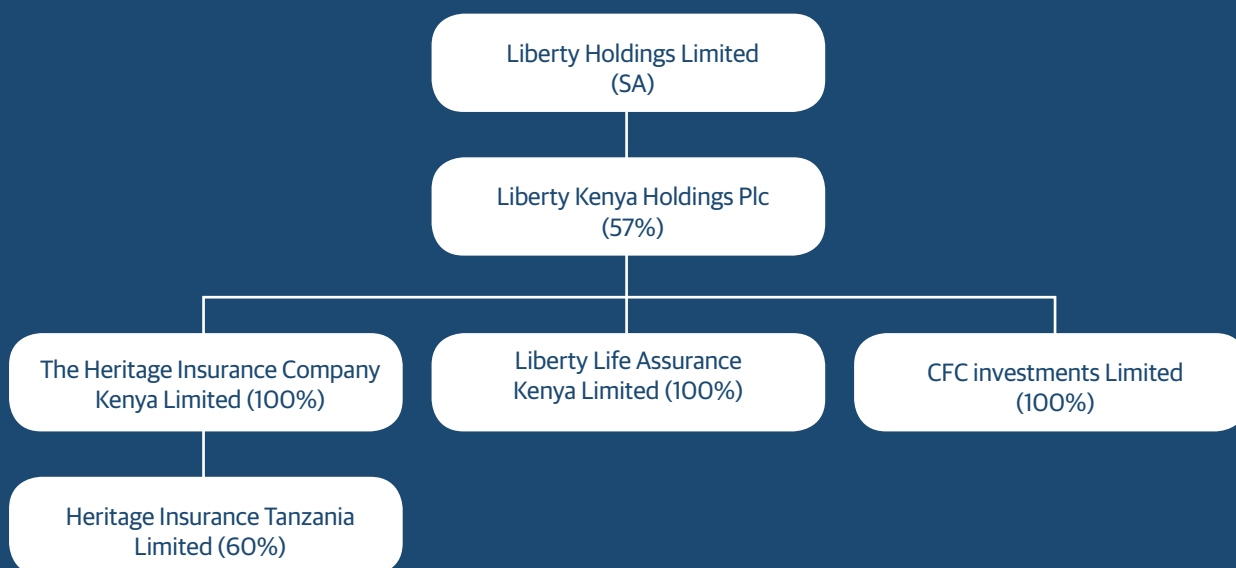 Liberty Holdings Limited
(SA)
Liberty Kenya Holdings Plc
(57%)
The Heritage Insurance Company
Kenya Limited (100%)
Liberty Life Assurance
Kenya Limited (100%)
CFC investments Limited
(100%)
Heritage Insurance Tanzania
Limited (60%)